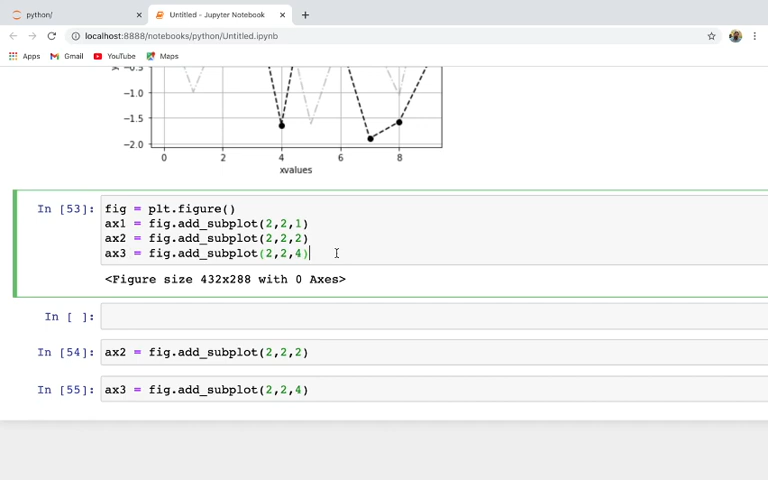 python/
Untitled - Jupyter Notebook
localhost:8888/notebooks/python/Untitled.ipynb
Apps
Gmail
YouTube
Maps
−1.0
−1.5
−2.0
0 2 4 6 8
xvalues
In [53]:
fig = plt.figure()
ax1 = fig.add_subplot(2,2,1)
ax2 = fig.add_subplot(2,2,2)
ax3 = fig.add_subplot(2,2,4)
<Figure size 432x288 with 0 Axes>
In [ ]:
In [54]: ax2 = fig.add_subplot(2,2,2)
In [55]: ax3 = fig.add_subplot(2,2,4)